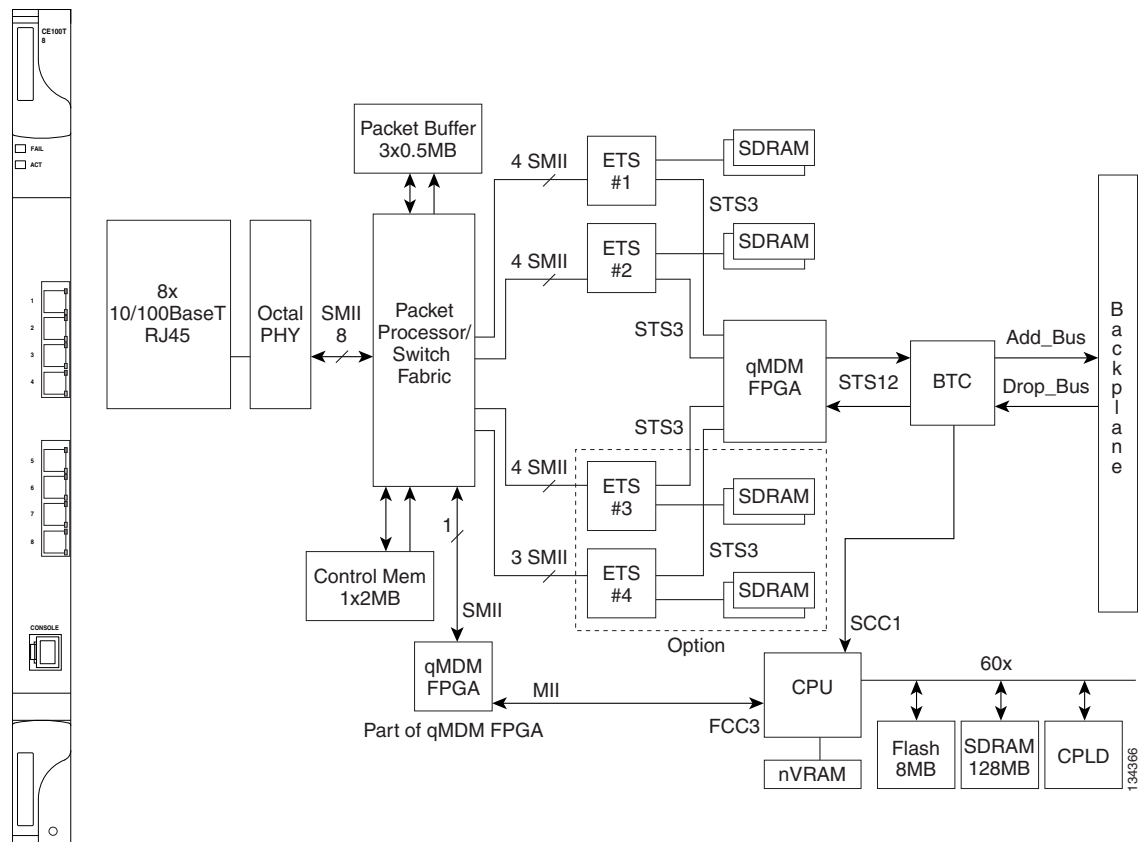 CE100T
8
FAIL
ACT
1
2
3
4
5
6
7
8
CONSOLE
8x
10/100BaseT
RJ45
Octal
PHY
SMII
8
Packet Buffer
3x0.5MB
Packet
Processor/
Switch
Fabric
Control Mem
1x2MB
4 SMII
4 SMII
4 SMII
3 SMII
1
SMII
ETS
#1
ETS
#2
ETS
#3
ETS
#4
SDRAM
SDRAM
SDRAM
SDRAM
STS3
STS3
STS3
STS3
Option
qMDM
FPGA
STS12
BTC
Add_Bus
Drop_Bus
Backplane
qMDM
FPGA
Part of qMDM FPGA
MII
FCC3
SCC1
CPU
nVRAM
60x
Flash
8MB
SDRAM
128MB
CPLD
134366